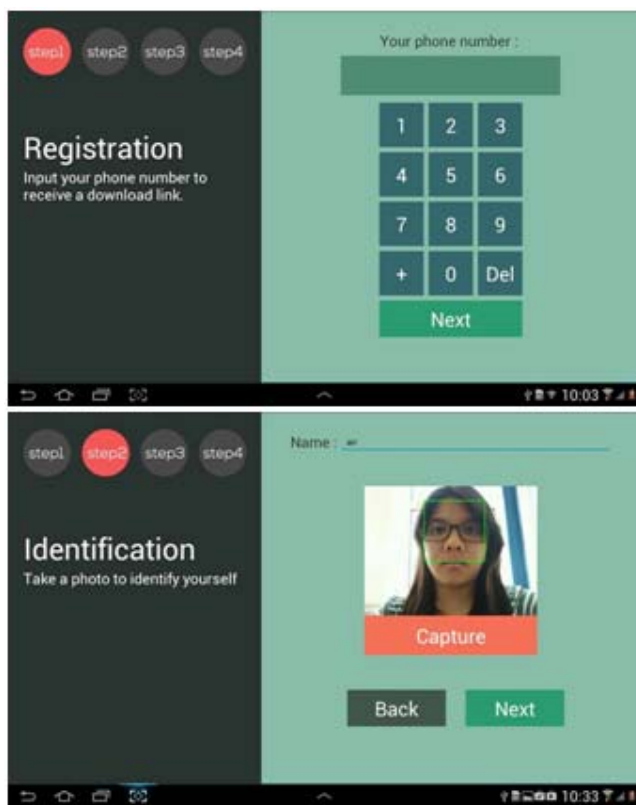 step1 step2 step3 step4
Registration
Input your phone number to
receive a download link.
Your phone number :
1 2 3
4 5 6
7 8 9
+ 0 Del
Next
10:03
step1 step2 step3 step4
Identification
Take a photo to identify yourself
Name :
Capture
Back Next
10:33